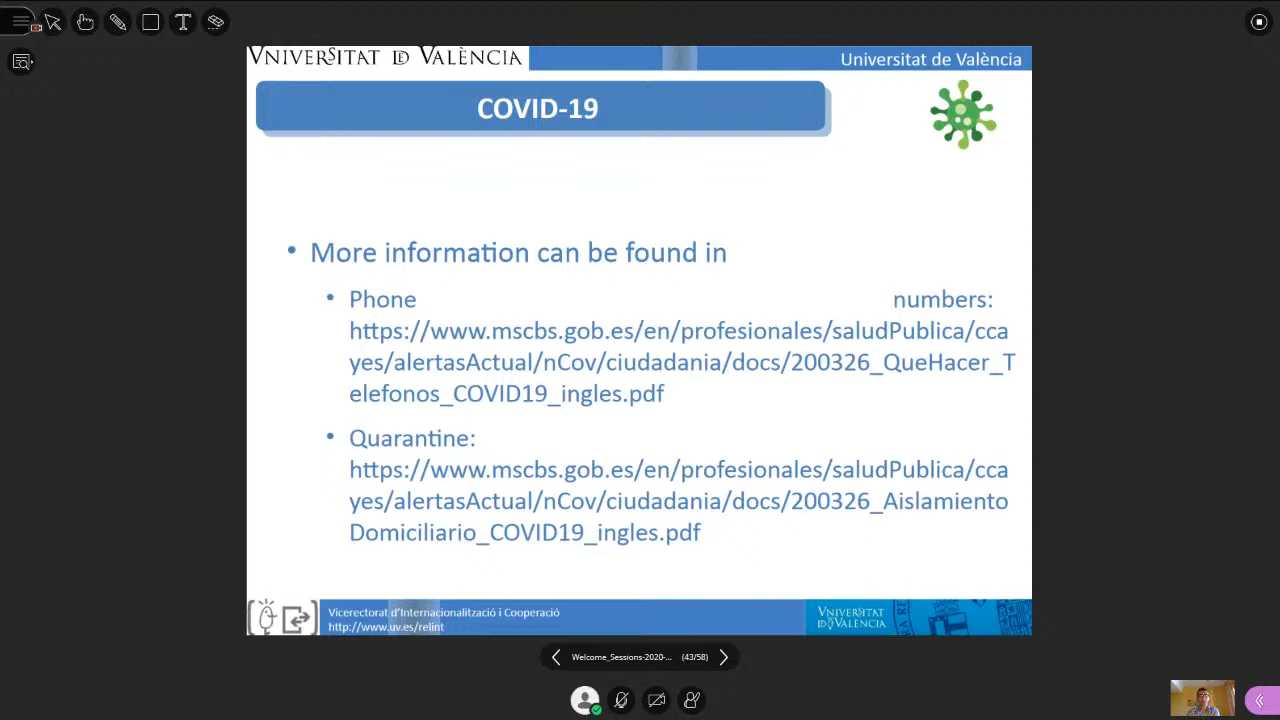 VNIVERSITAT DE VALÈNCIA
Universitat de València
COVID-19
• More information can be found in
• Phone numbers:
https://www.mscbs.gob.es/en/profesionales/saludPublica/cca
yes/alertasActual/nCov/ciudadania/docs/200326_QueHacer_T
elefonos_COVID19_ingles.pdf
• Quarantine:
https://www.mscbs.gob.es/en/profesionales/saludPublica/cca
yes/alertasActual/nCov/ciudadania/docs/200326_Aislamiento
Domiciliario_COVID19_ingles.pdf
Vicerectorat d'Internacionalització i Cooperació
http://www.uv.es/relint
VNIVERSITAT
DE VALÈNCIA
Welcome_Sessions-2020-... (43/58)